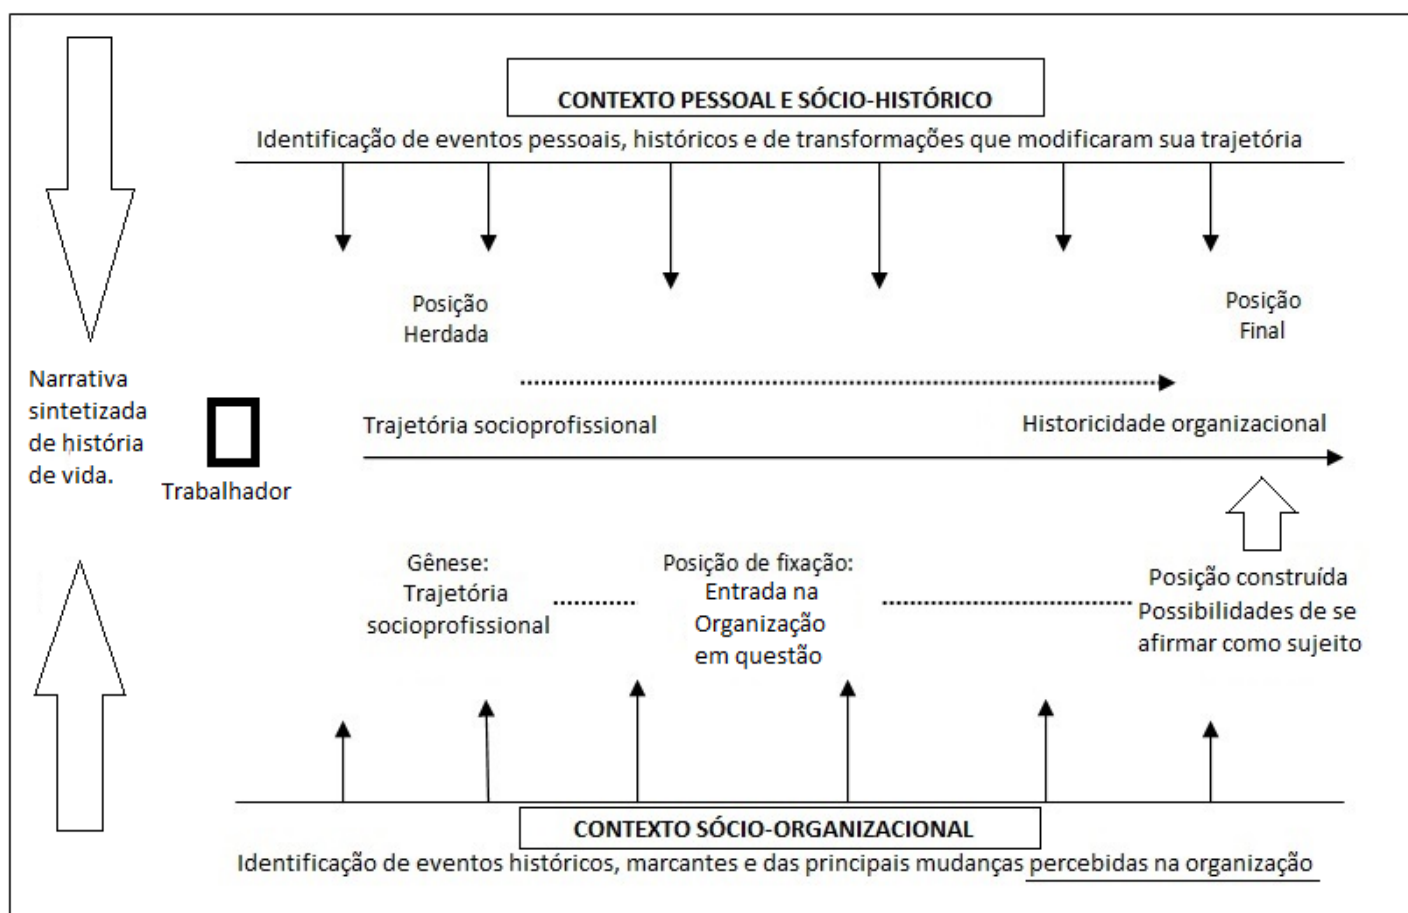 CONTEXTO PESSOAL E SÓCIO-HISTÓRICO
Identificação de eventos pessoais, históricos e de transformações que modificaram sua trajetória
Posição
Herdada
Posição
Final
Narrativa
sintetizada
de história
de vida.
Trabalhador
Trajetória socioprofissional
Historicidade organizacional
Gênese:
Trajetória
socioprofissional
Posição de fixação:
Entrada na
Organização
em questão
Posição construída
Possibilidades de se
afirmar como sujeito
CONTEXTO SÓCIO-ORGANIZACIONAL
Identificação de eventos históricos, marcantes e das principais mudanças percebidas na organização